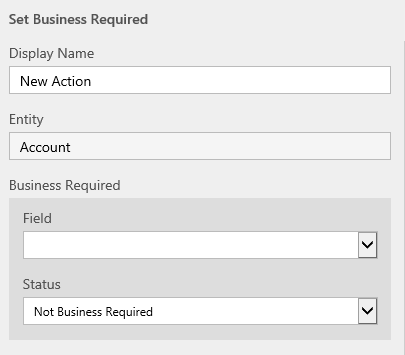 Set Business Required
Display Name
New Action
Entity
Account
Business Required
Field
Status
Not Business Required